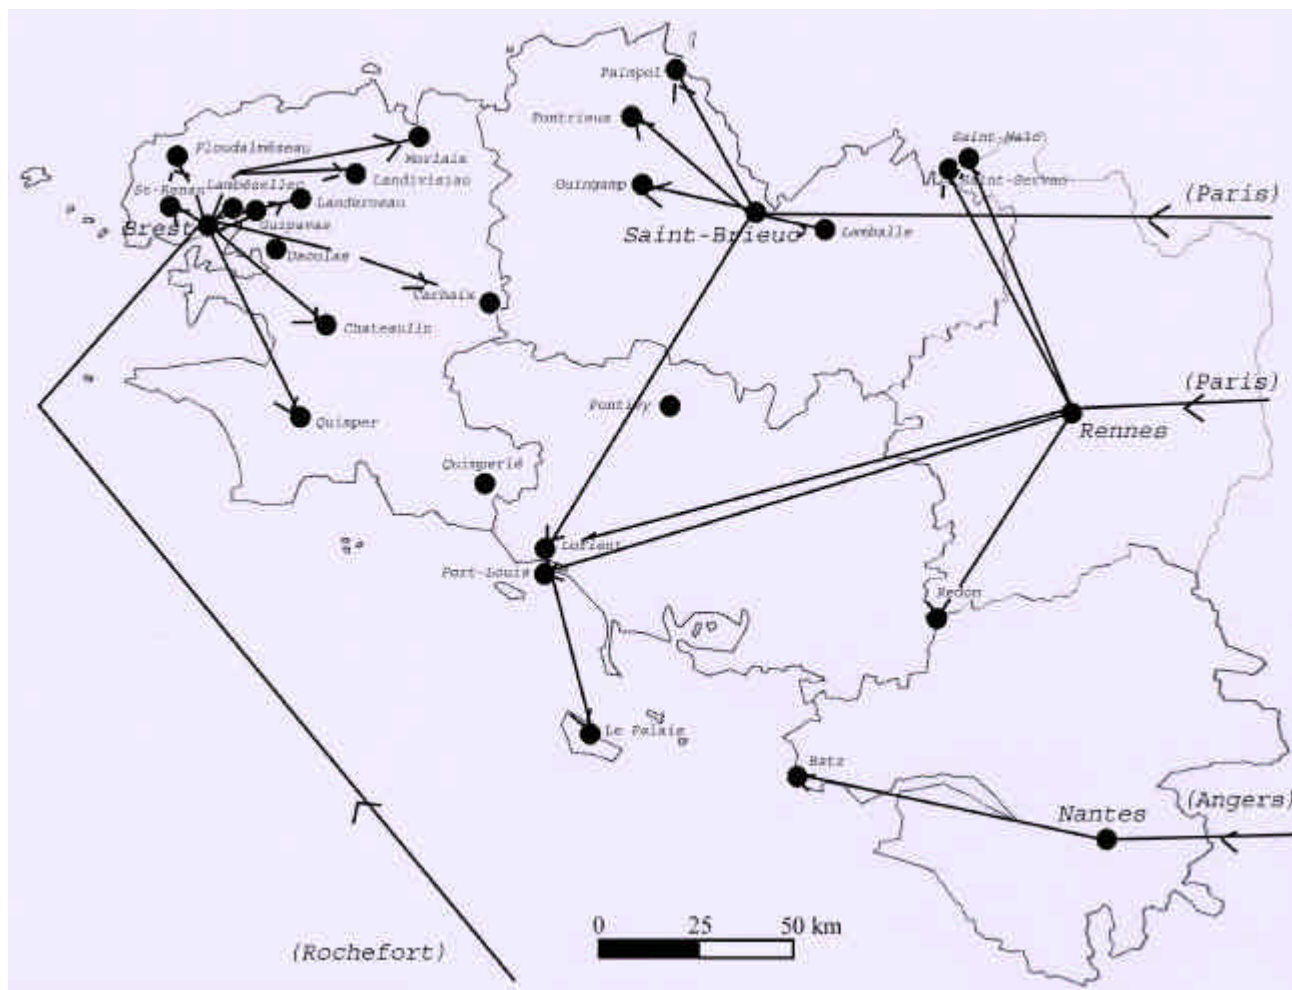 Paimpol
Pontrieux
Saint-Malo
Ploudalmézeau
Morlaix
Landivisiau
Saint-Servan
Guingamp
St-Renan
Lambézellec
Landerneau
(Paris)
Brest
Guipavas
Saint-Brieuc
Lamballe
Daoulas
Carhaix
Chateaulin
(Paris)
Pontivy
Quimper
Rennes
Quimperlé
Lorient
Port-Louis
Redon
Le Palais
Batz
Nantes
(Angers)
0 25 50 km
(Rochefort)